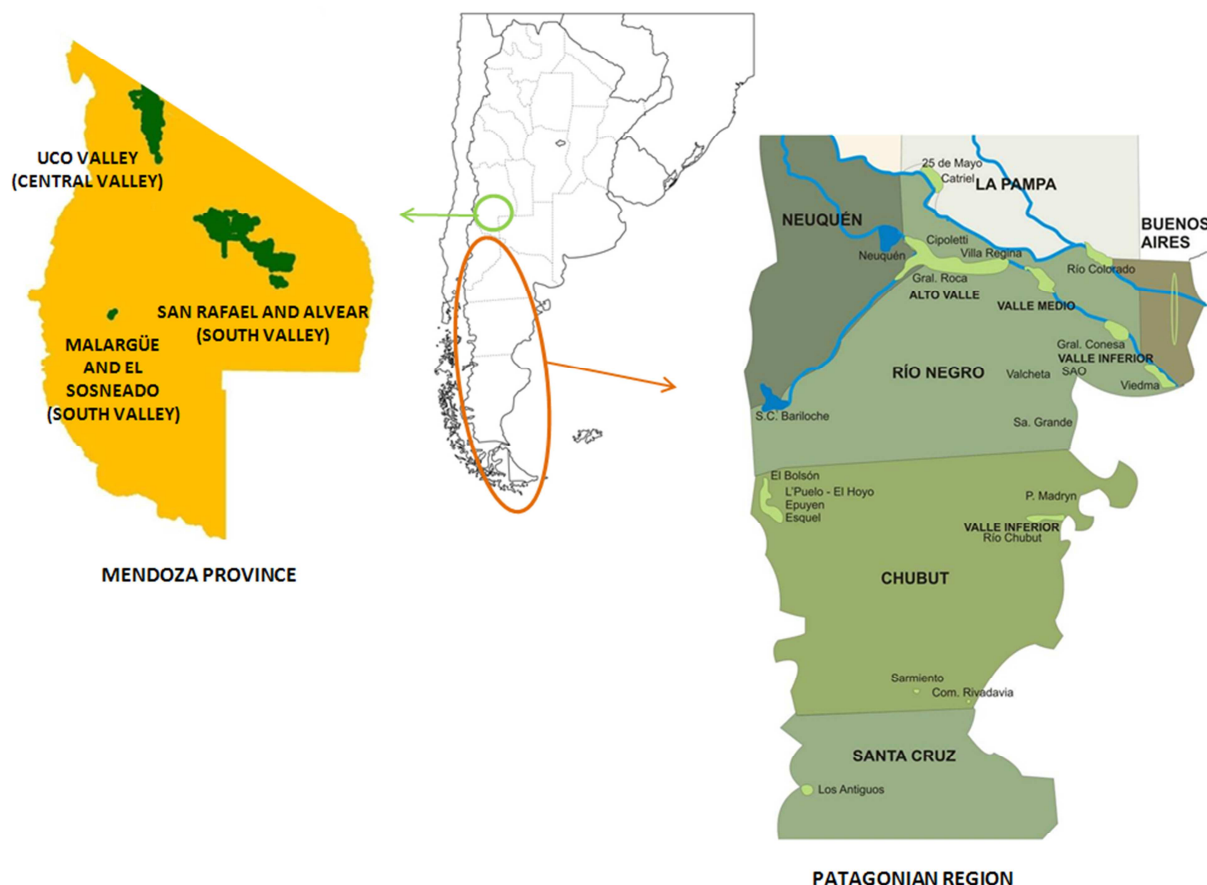 UCO VALLEY
(CENTRAL VALLEY)
SAN RAFAEL AND ALVEAR
(SOUTH VALLEY)
MALARGÜE
AND EL
SOSNEADO
(SOUTH VALLEY)
MENDOZA PROVINCE
25 de Mayo
Catriel
LA PAMPA
NEUQUÉN
BUENOS
AIRES
Cipoletti
Neuquén
Villa Regina
Río Colorado
Gral. Roca
ALTO VALLE
VALLE MEDIO
Gral. Conesa
VALLE INFERIOR
RÍO NEGRO
Valcheta
SAO
Viedma
S.C. Bariloche
Sa. Grande
El Bolsón
L'Puelo - El Hoyo
Epuyen
Esquel
P. Madryn
VALLE INFERIOR
Río Chubut
CHUBUT
Sarmiento
Com. Rivadavia
SANTA CRUZ
Los Antiguos
PATAGONIAN REGION